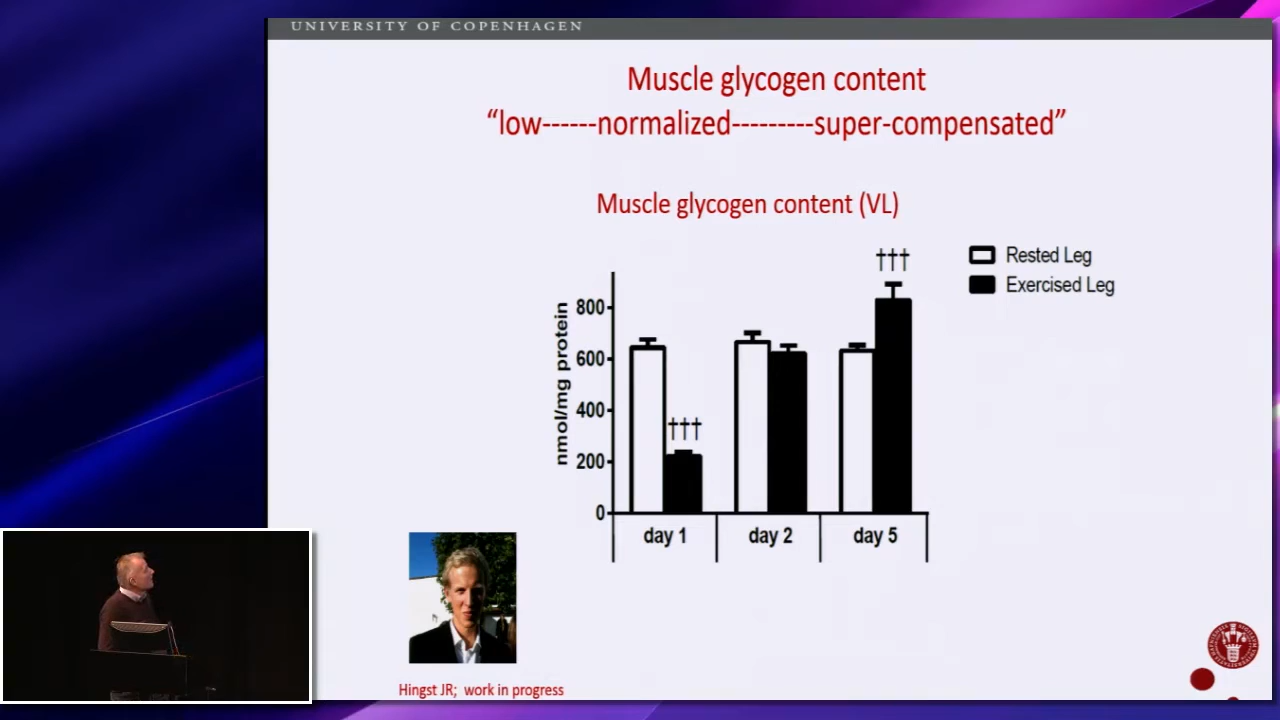 UNIVERSITY OF COPENHAGEN
Muscle glycogen content
“low------normalized---------super-compensated”
Muscle glycogen content (VL)
†††
Rested Leg
Exercised Leg
nmol/mg protein
800
600
400
†††
200
0
day 1
day 2
day 5
Hingst JR; work in progress